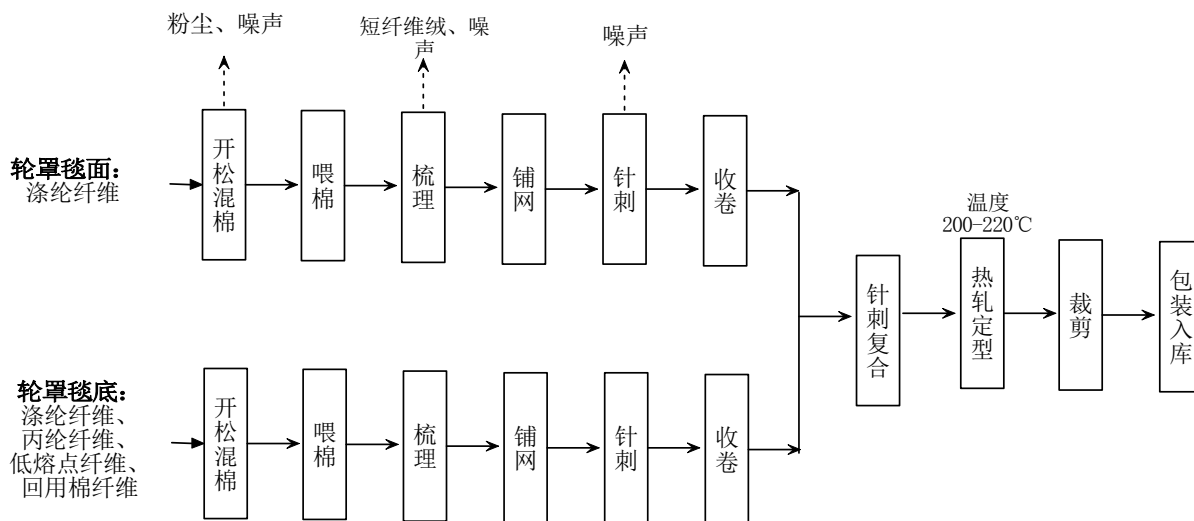 粉尘、噪声
短纤维绒、噪
声
噪声
轮罩毯面：
涤纶纤维
开松混棉
喂棉
梳理
铺网
针刺
收卷
针刺复合
温度
200-220℃
热轧定型
裁剪
包装入库
轮罩毯底：
涤纶纤维、
丙纶纤维、
低熔点纤维、
回用棉纤维
开松混棉
喂棉
梳理
铺网
针刺
收卷